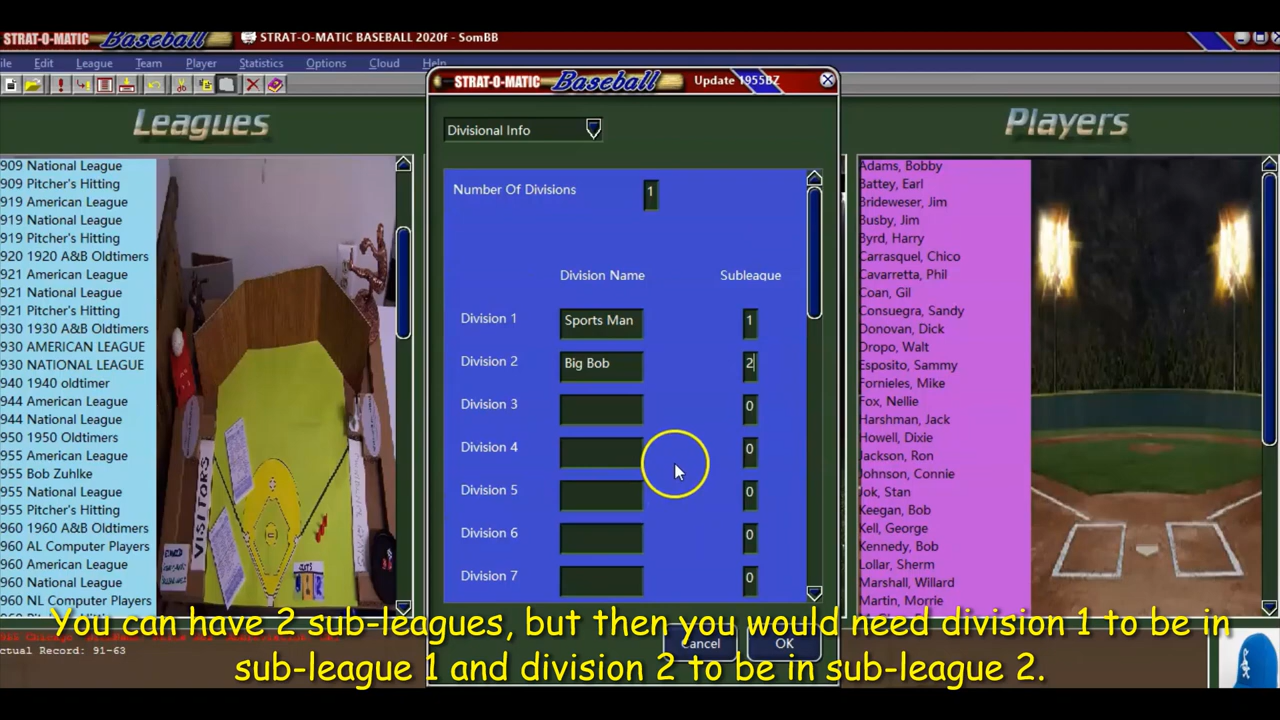 STRAT-O-MATIC Baseball STRAT-O-MATIC BASEBALL 2020f - SomBB
ile Edit League Team Player Statistics Options Cloud Help
Leagues
909 National League
909 Pitcher's Hitting
919 American League
919 National League
919 Pitcher's Hitting
920 1920 A&B Oldtimers
921 American League
921 National League
921 Pitcher's Hitting
930 1930 A&B Oldtimers
930 AMERICAN LEAGUE
930 NATIONAL LEAGUE
940 1940 oldtimer
944 American League
944 National League
950 1950 Oldtimers
955 American League
955 Bob Zuhlke
955 National League
955 Pitcher's Hitting
960 1960 A&B Oldtimers
960 AL Computer Players
960 American League
960 National League
960 NL Computer Players
VISITORS
STRAT-O-MATIC Baseball Update 1955BZ
Divisional Info
Number Of Divisions 1
Division Name Subleague
Division 1 Sports Man 1
Division 2 Big Bob 2
Division 3 0
Division 4 0
Division 5 0
Division 6 0
Division 7 0
Cancel OK
Players
Adams, Bobby
Battey, Earl
Brideweser, Jim
Busby, Jim
Byrd, Harry
Carrasquel, Chico
Cavarretta, Phil
Coan, Gil
Consuegra, Sandy
Donovan, Dick
Dropo, Walt
Esposito, Sammy
Fornieles, Mike
Fox, Nellie
Harshman, Jack
Howell, Dixie
Jackson, Ron
Johnson, Connie
Jok, Stan
Keegan, Bob
Kell, George
Kennedy, Bob
Lollar, Sherm
Marshall, Willard
Martin, Morrie
ctual Record: 91-63
You can have 2 sub-leagues, but then you would need division 1 to be in
sub-league 1 and division 2 to be in sub-league 2.